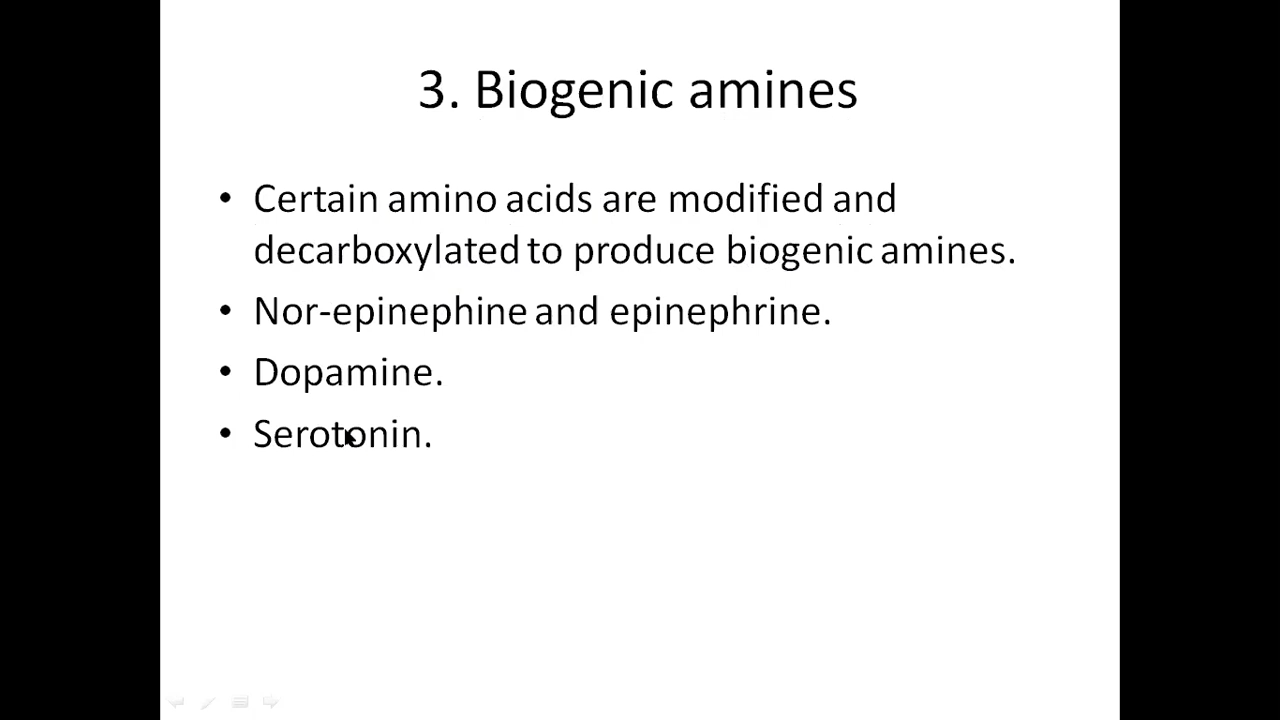 3. Biogenic amines
• Certain amino acids are modified and
decarboxylated to produce biogenic amines.
• Nor-epinephine and epinephrine.
• Dopamine.
• Serotonin.